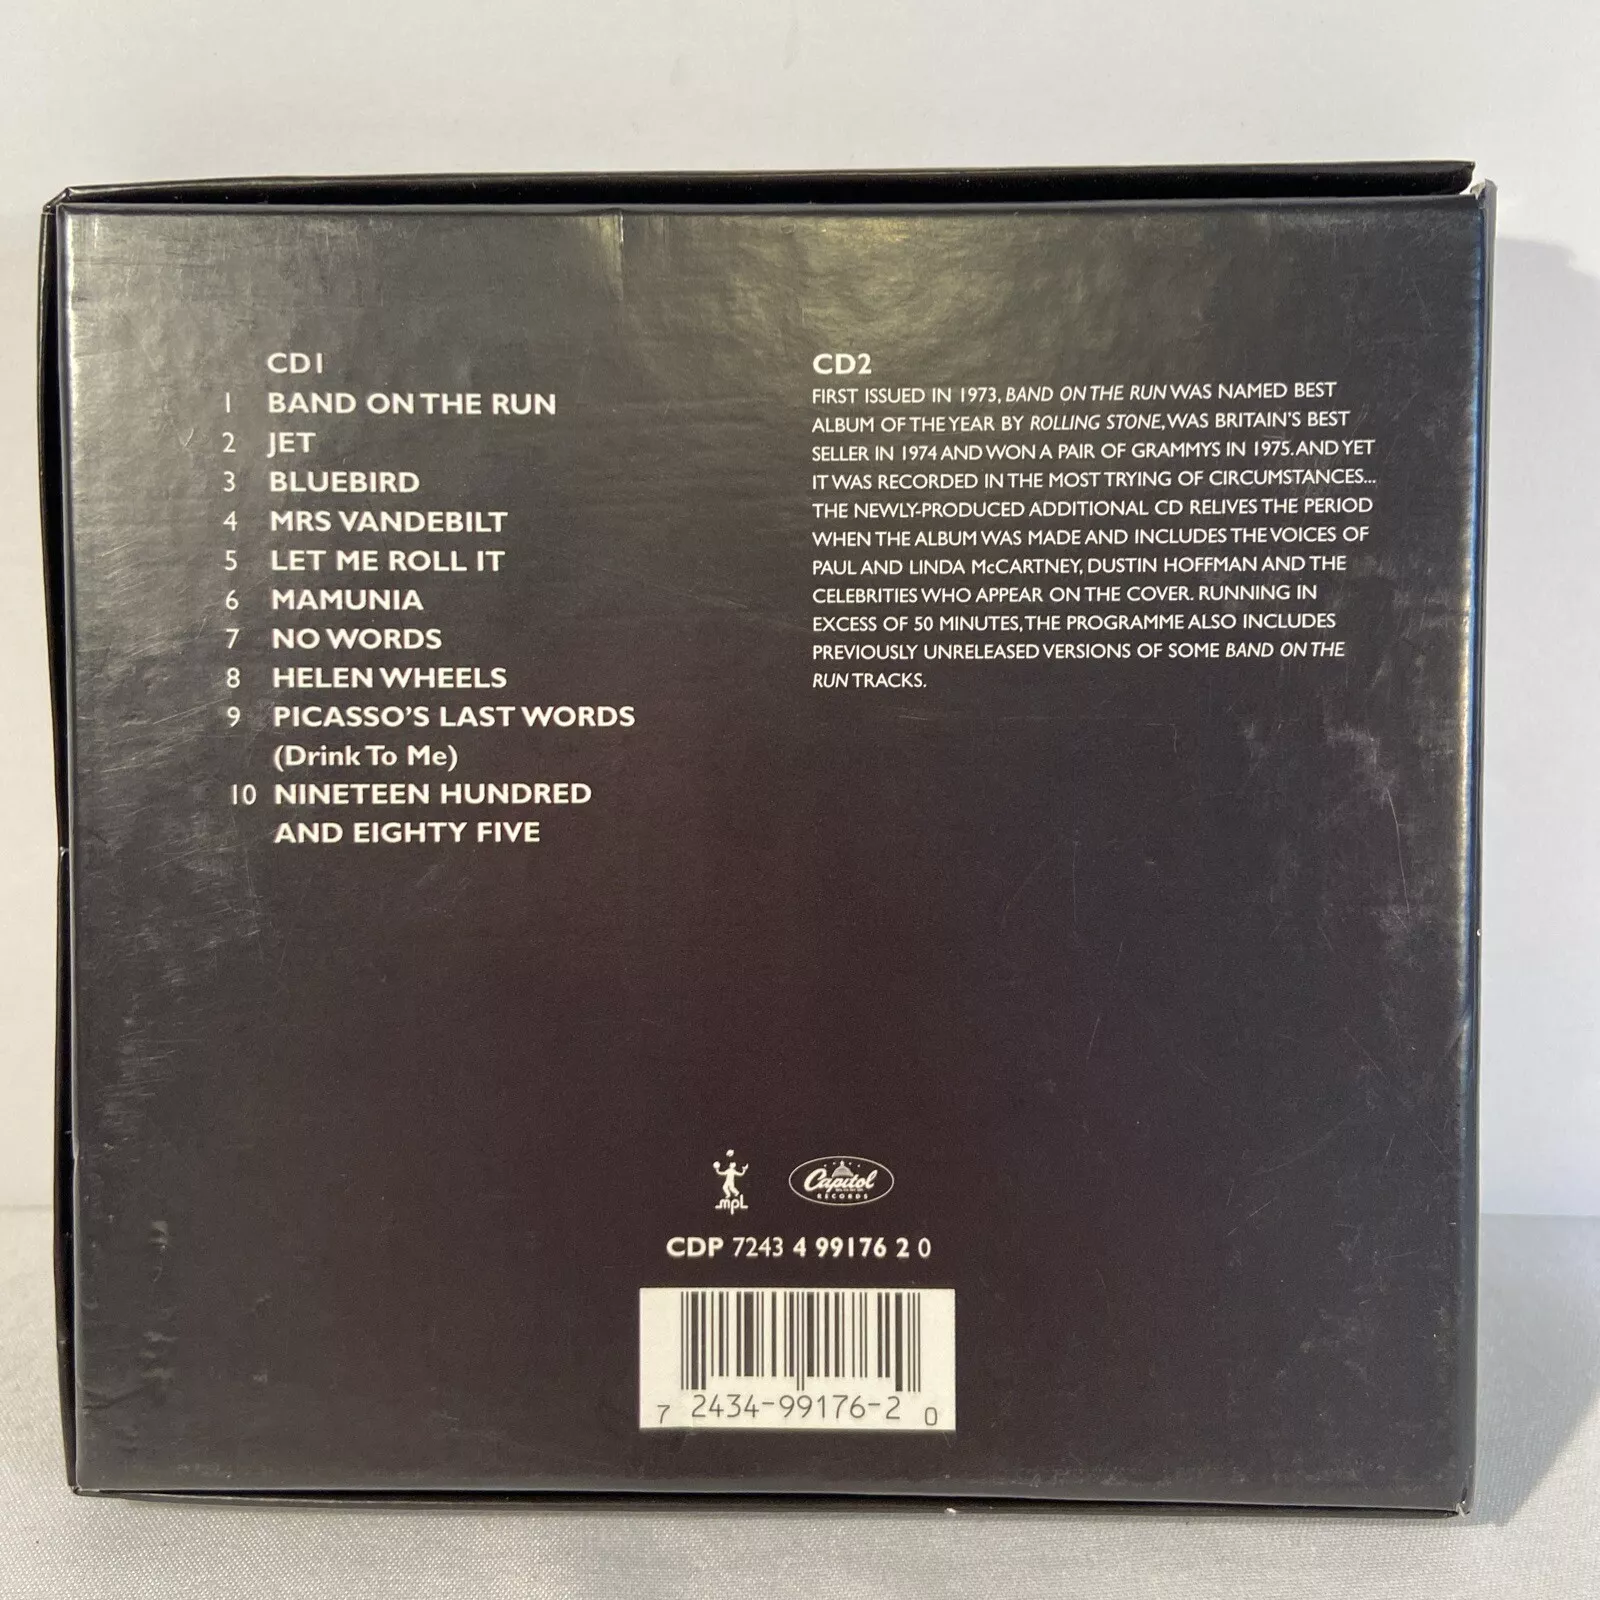 CD1
1 BAND ON THE RUN
2 JET
3 BLUEBIRD
4 MRS VANDEBILT
5 LET ME ROLL IT
6 MAMUNIA
7 NO WORDS
8 HELEN WHEELS
9 PICASSO'S LAST WORDS
(Drink To Me)
10 NINETEEN HUNDRED
AND EIGHTY FIVE
CD2
FIRST ISSUED IN 1973, BAND ON THE RUN WAS NAMED BEST
ALBUM OF THE YEAR BY ROLLING STONE, WAS BRITAIN'S BEST
SELLER IN 1974 AND WON A PAIR OF GRAMMYS IN 1975. AND YET
IT WAS RECORDED IN THE MOST TRYING OF CIRCUMSTANCES...
THE NEWLY-PRODUCED ADDITIONAL CD RELIVES THE PERIOD
WHEN THE ALBUM WAS MADE AND INCLUDES THE VOICES OF
PAUL AND LINDA McCARTNEY, DUSTIN HOFFMAN AND THE
CELEBRITIES WHO APPEAR ON THE COVER. RUNNING IN
EXCESS OF 50 MINUTES, THE PROGRAMME ALSO INCLUDES
PREVIOUSLY UNRELEASED VERSIONS OF SOME BAND ON THE
RUN TRACKS.
mpL
Capitol
RECORDS
CDP 7243 4 99176 2 0
7 2434-99176-2 0